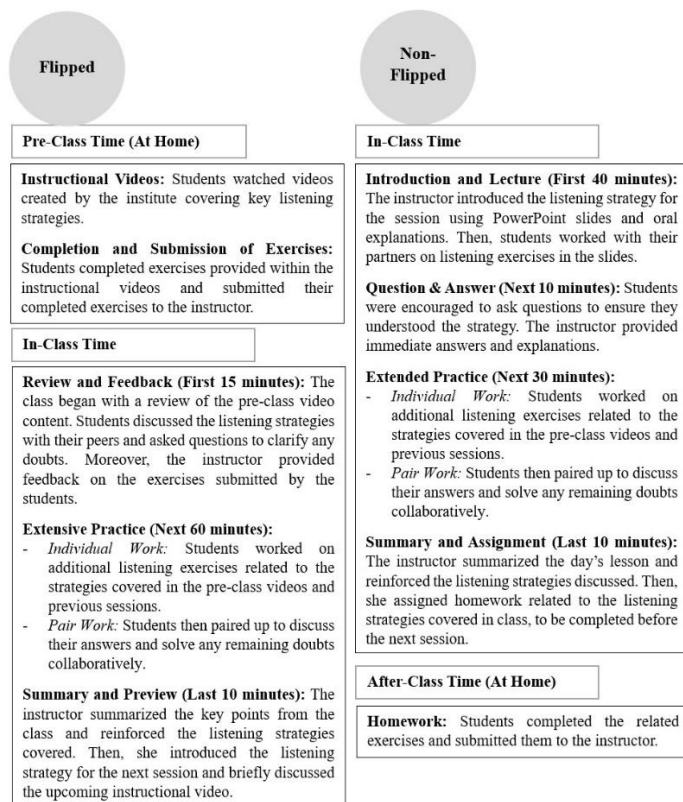 Flipped
Pre-Class Time (At Home)
Instructional Videos: Students watched videos
created by the institute covering key listening
strategies.
Completion and Submission of Exercises:
Students completed exercises provided within the
instructional videos and submitted their
completed exercises to the instructor.
In-Class Time
Review and Feedback (First 15 minutes): The
class began with a review of the pre-class video
content. Students discussed the listening strategies
with their peers and asked questions to clarify any
doubts. Moreover, the instructor provided
feedback on the exercises submitted by the
students.
Extensive Practice (Next 60 minutes):
- Individual Work: Students worked on
additional listening exercises related to the
strategies covered in the pre-class videos and
previous sessions.
- Pair Work: Students then paired up to discuss
their answers and solve any remaining doubts
collaboratively.
Summary and Preview (Last 10 minutes): The
instructor summarized the key points from the
class and reinforced the listening strategies
covered. Then, she introduced the listening
strategy for the next session and briefly discussed
the upcoming instructional video.
Non-
Flipped
In-Class Time
Introduction and Lecture (First 40 minutes):
The instructor introduced the listening strategy for
the session using PowerPoint slides and oral
explanations. Then, students worked with their
partners on listening exercises in the slides.
Question & Answer (Next 10 minutes): Students
were encouraged to ask questions to ensure they
understood the strategy. The instructor provided
immediate answers and explanations.
Extended Practice (Next 30 minutes):
- Individual Work: Students worked on
additional listening exercises related to the
strategies covered in the pre-class videos and
previous sessions.
- Pair Work: Students then paired up to discuss
their answers and solve any remaining doubts
collaboratively.
Summary and Assignment (Last 10 minutes):
The instructor summarized the day's lesson and
reinforced the listening strategies discussed. Then,
she assigned homework related to the listening
strategies covered in class, to be completed before
the next session.
After-Class Time (At Home)
Homework: Students completed the related
exercises and submitted them to the instructor.